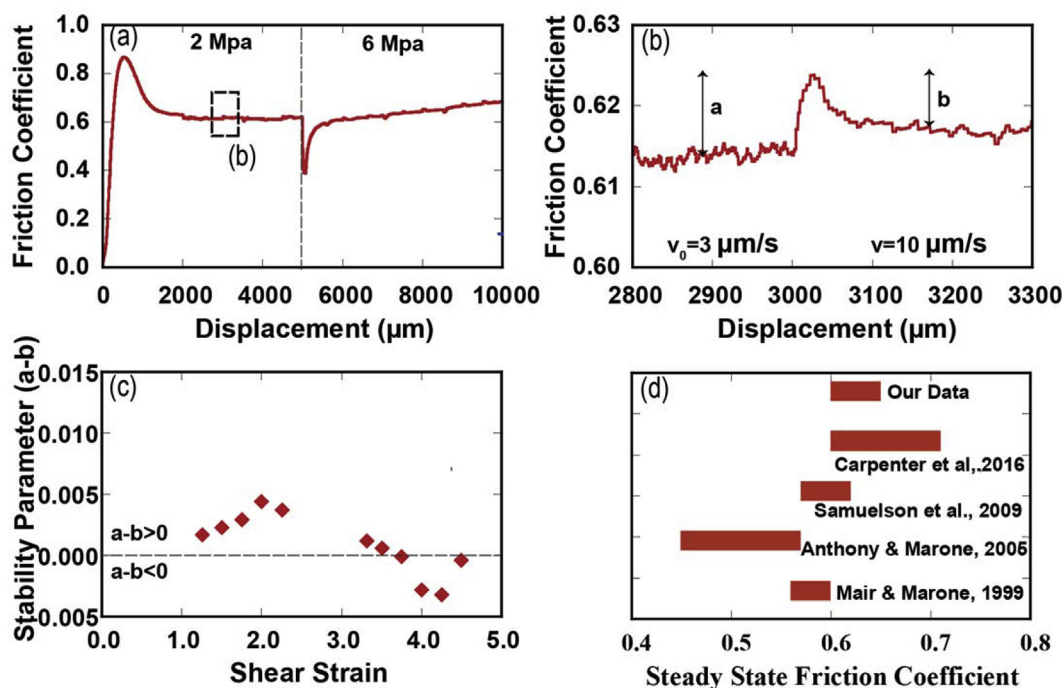 (a)
2 Mpa
6 Mpa
(b)
1.0
0.8
0.6
0.4
0.2
0.0
0
2000
4000
6000
8000
10000
Friction Coefficient
Displacement (µm)
(b)
a
b
v₀=3 µm/s
v=10 µm/s
0.63
0.62
0.61
0.60
2800
2900
3000
3100
3200
3300
Friction Coefficient
Displacement (µm)
(c)
a-b>0
a-b<0
0.015
0.010
0.005
0.000
0.005
0.0
1.0
2.0
3.0
4.0
5.0
Stabilty Parameter (a-b)
Shear Strain
(d)
Our Data
Carpenter et al,.2016
Samuelson et al., 2009
Anthony & Marone, 2005
Mair & Marone, 1999
0.4
0.5
0.6
0.7
0.8
Steady State Friction Coefficient